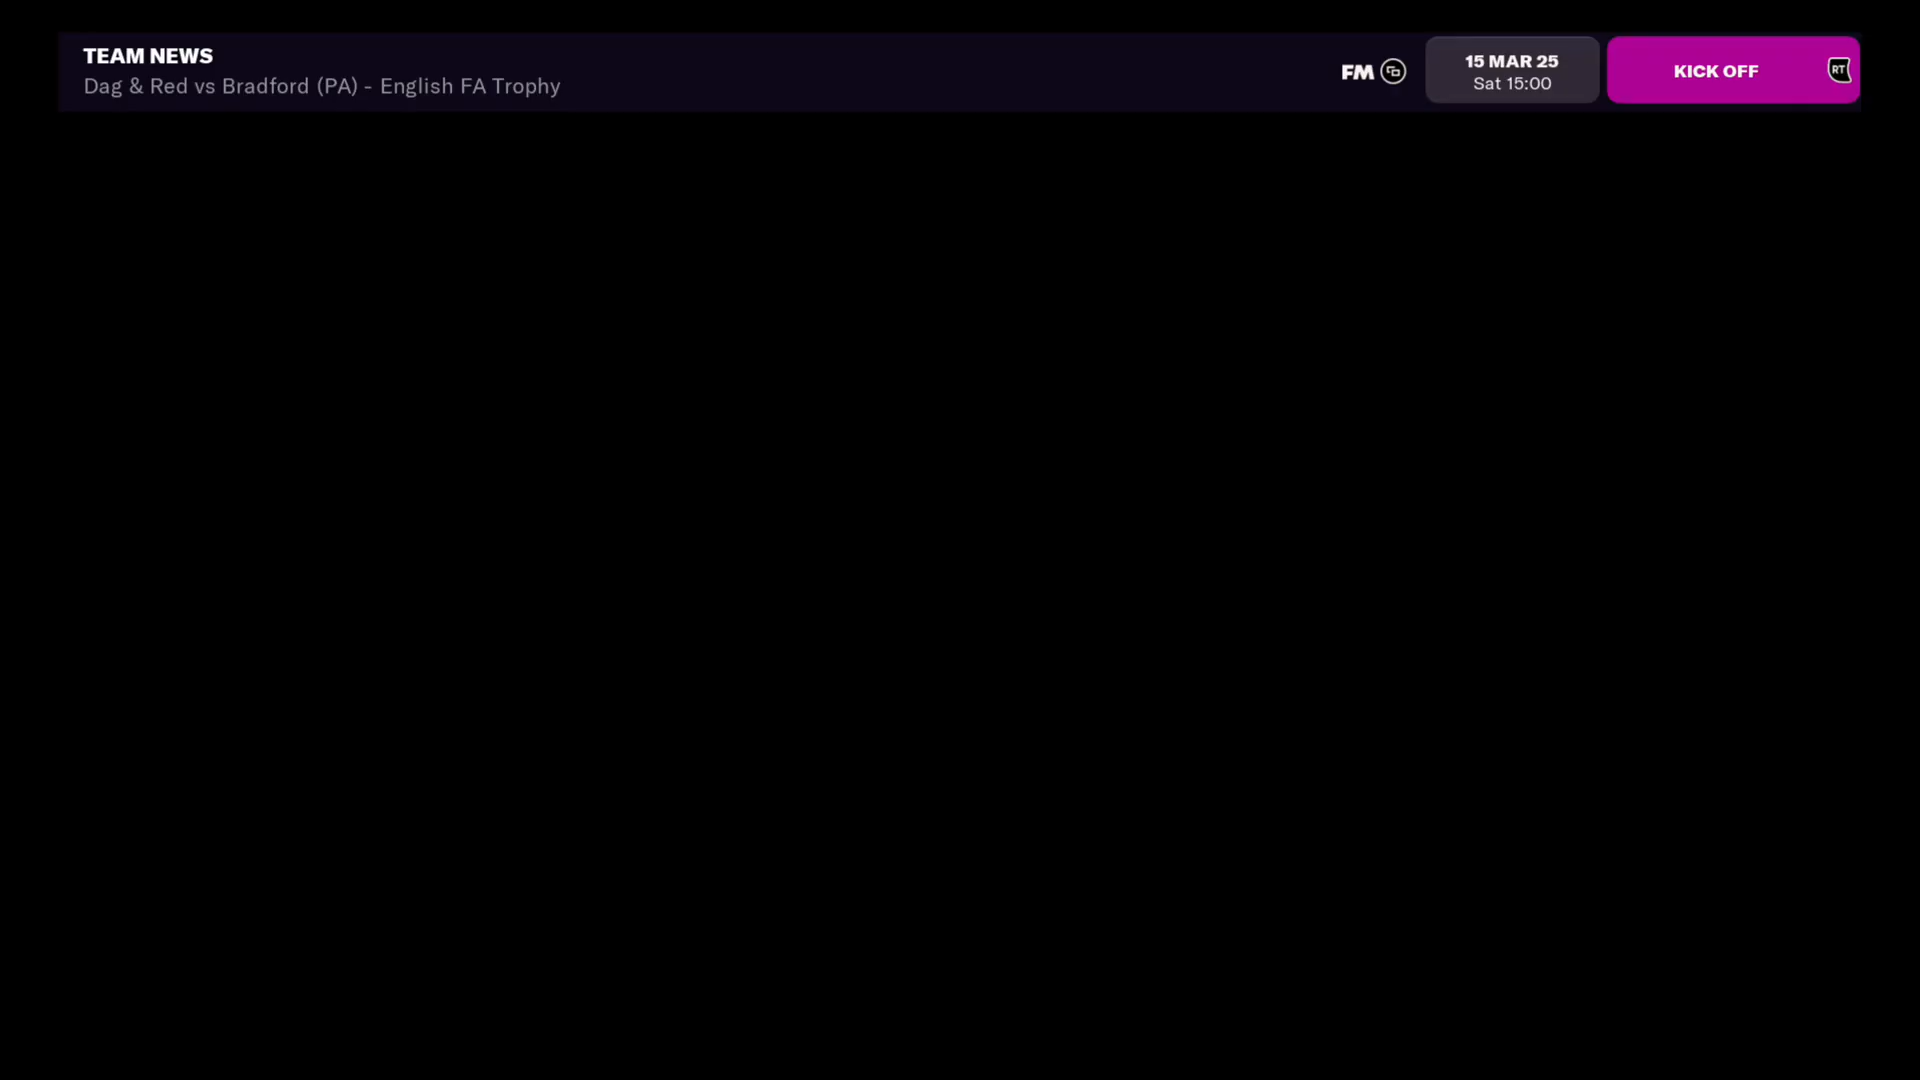 TEAM NEWS
Dag & Red vs Bradford (PA) - English FA Trophy
FM
15 MAR 25
Sat 15:00
KICK OFF
RT